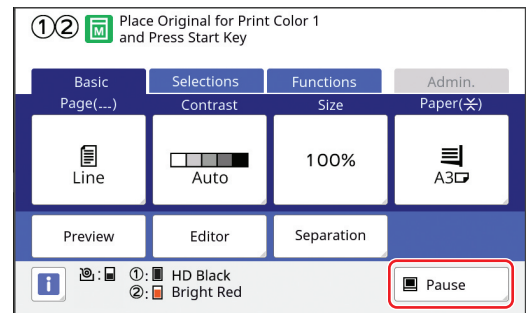 ①② M Place Original for Print Color 1
and Press Start Key
Basic Selections Functions Admin.
Page(---) Contrast Size Paper(⚹)
Line Auto 100% A3
Preview Editor Separation
i : ①: HD Black
②: Bright Red
Pause